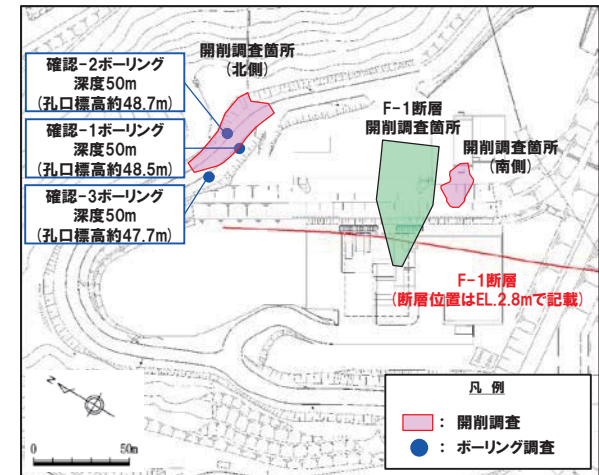 確認-2ボーリング
深度50m
(孔口標高約48.7m)
確認-1ボーリング
深度50m
(孔口標高約48.5m)
確認-3ボーリング
深度50m
(孔口標高約47.7m)
開削調査箇所
(北側)
F-1断層
開削調査箇所
開削調査箇所
(南側)
F-1断層
(断層位置はEL.2.8mで記載)
N
0 50m
凡 例
: 開削調査
: ボーリング調査